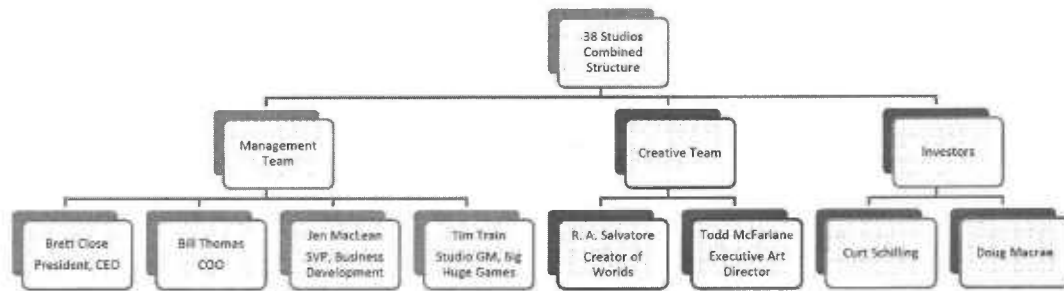 38 Studios
Combined
Structure
Management
Team
Creative Team
Investors
Brett Close
President, CEO
Bill Thomas
COO
Jen MacLean
SVP, Business
Development
Tim Train
Studio GM, Big
Huge Games
R. A. Salvatore
Creator of
Worlds
Todd McFarlane
Executive Art
Director
Curt Schilling
Doug Macrae